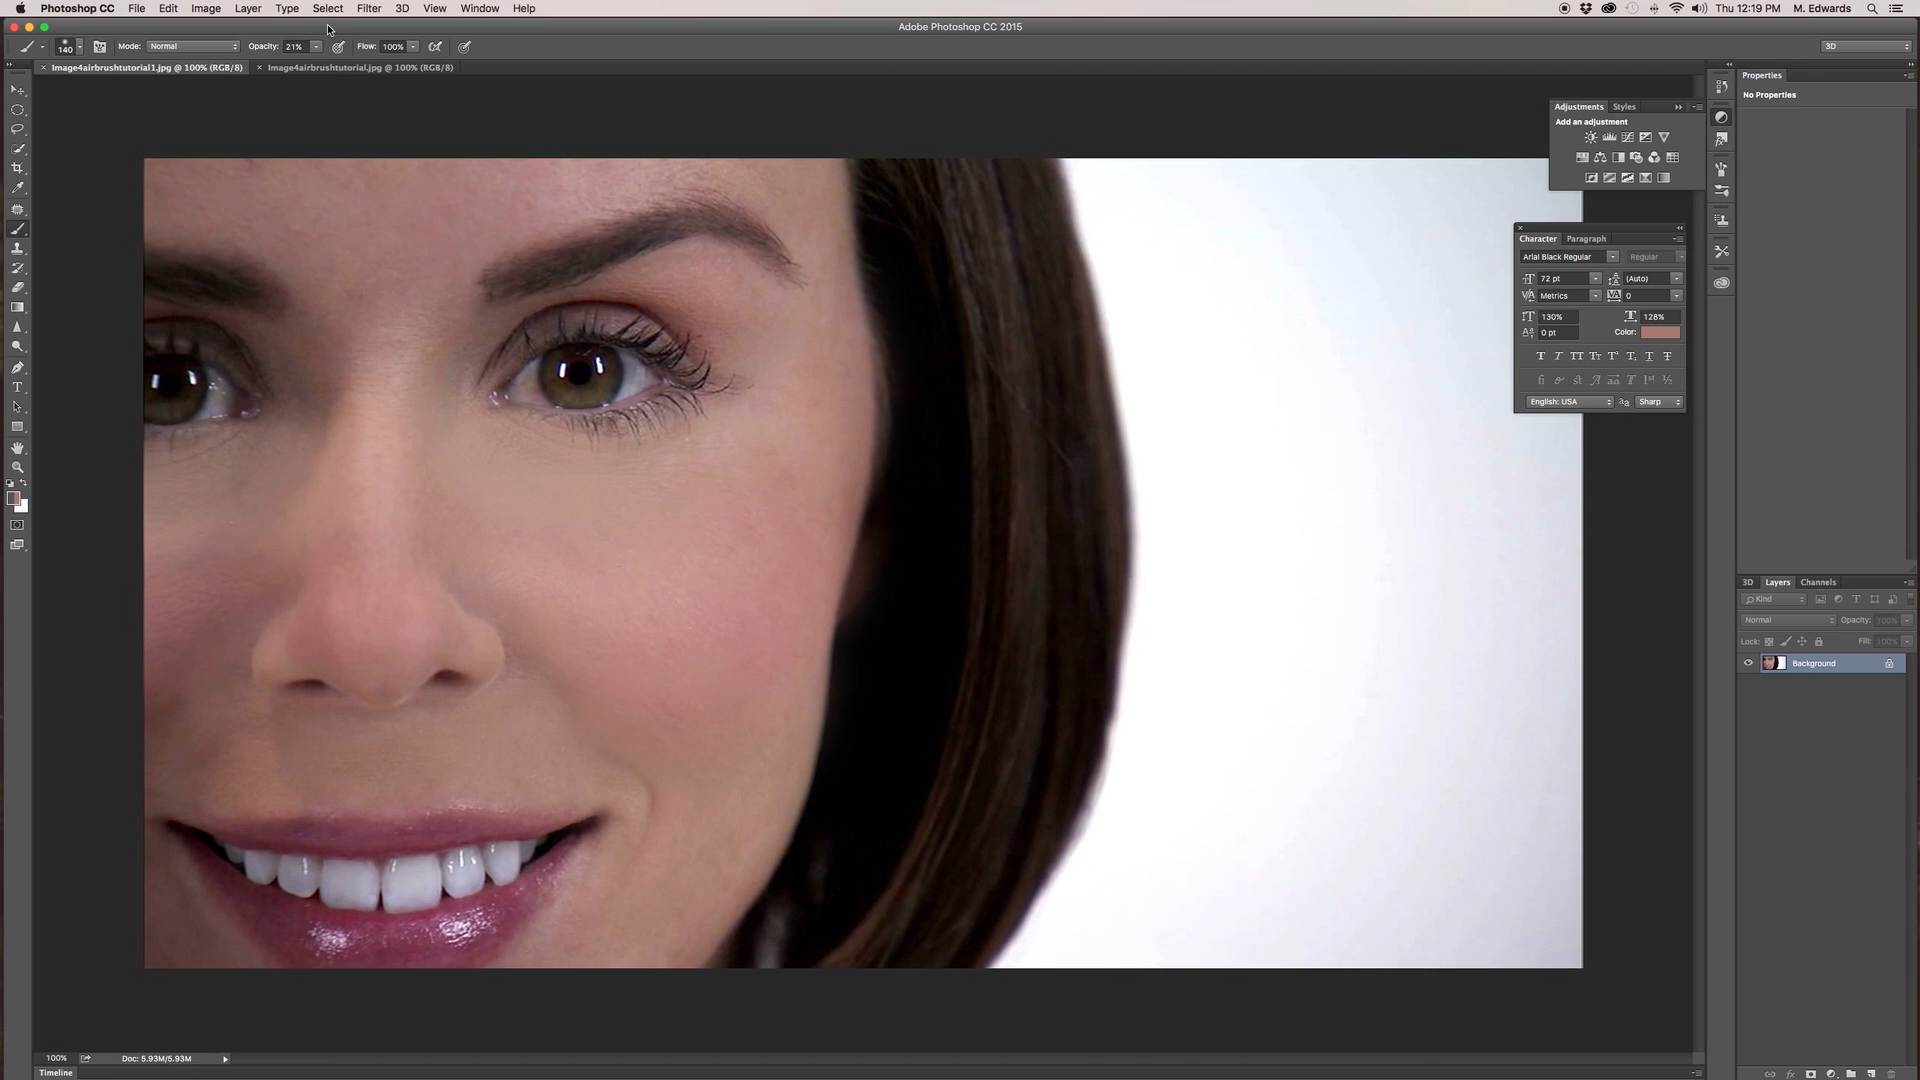 Photoshop CC File Edit Image Layer Type Select Filter 3D View Window Help Thu 12:19 PM M. Edwards
Adobe Photoshop CC 2015
140 Mode: Normal Opacity: 21% Flow: 100% 3D
Image4airbrushtutorial1.jpg @ 100% (RGB/8) Image4airbrushtutorial.jpg @ 100% (RGB/8)
Properties
No Properties
Adjustments Styles
Add an adjustment
Character Paragraph
Arial Black Regular Regular
72 pt (Auto)
Metrics 0
130% 128%
0 pt Color:
English: USA Sharp
3D Layers Channels
Kind
Normal Opacity: 100%
Lock: Fill: 100%
Background
100% Doc: 5.93M/5.93M
Timeline